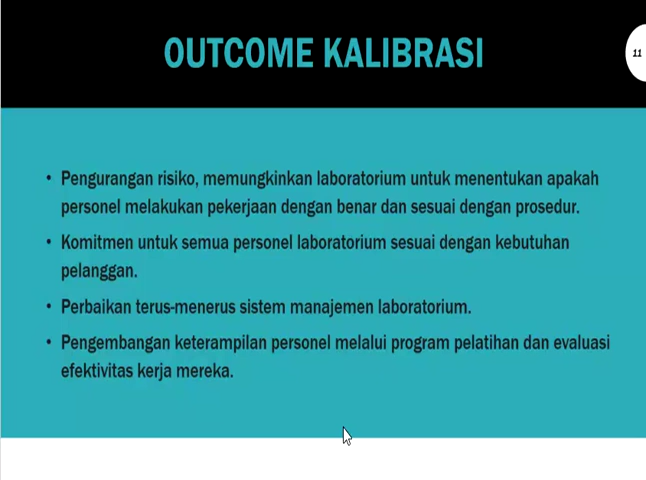 OUTCOME KALIBRASI
11
• Pengurangan risiko, memungkinkan laboratorium untuk menentukan apakah
personel melakukan pekerjaan dengan benar dan sesuai dengan prosedur.
• Komitmen untuk semua personel laboratorium sesuai dengan kebutuhan
pelanggan.
• Perbaikan terus-menerus sistem manajemen laboratorium.
• Pengembangan keterampilan personel melalui program pelatihan dan evaluasi
efektivitas kerja mereka.